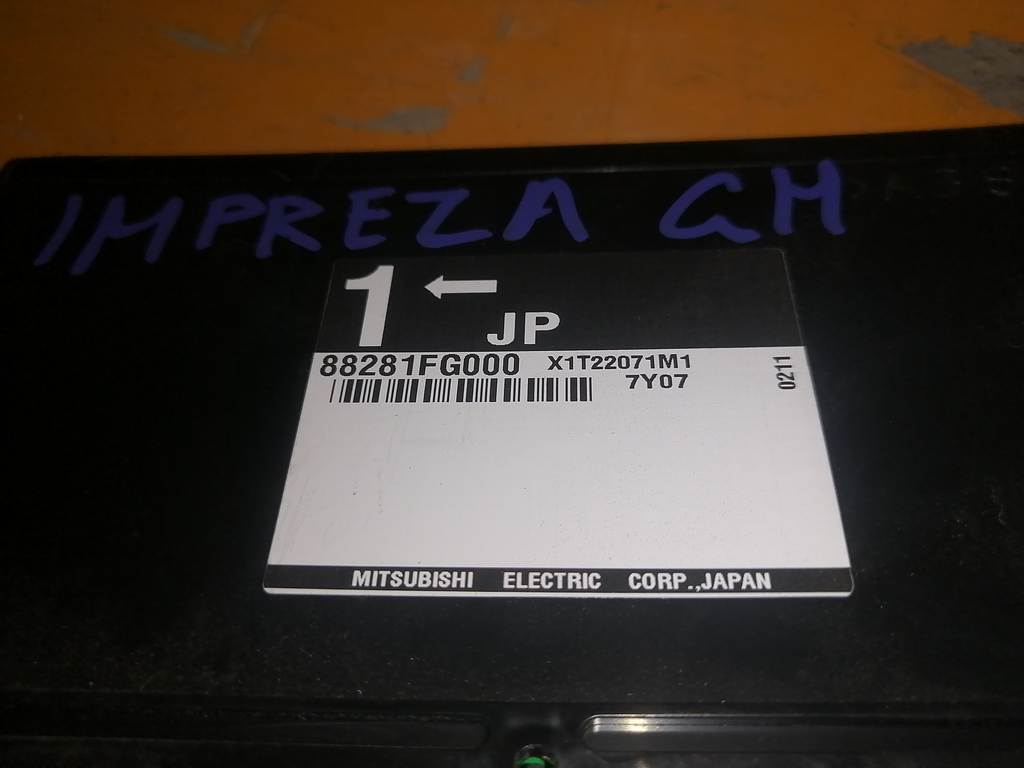 IMPREZA GH
1 JP
88281FG000 X1T22071M1
7Y07
0211
MITSUBISHI ELECTRIC CORP.,JAPAN